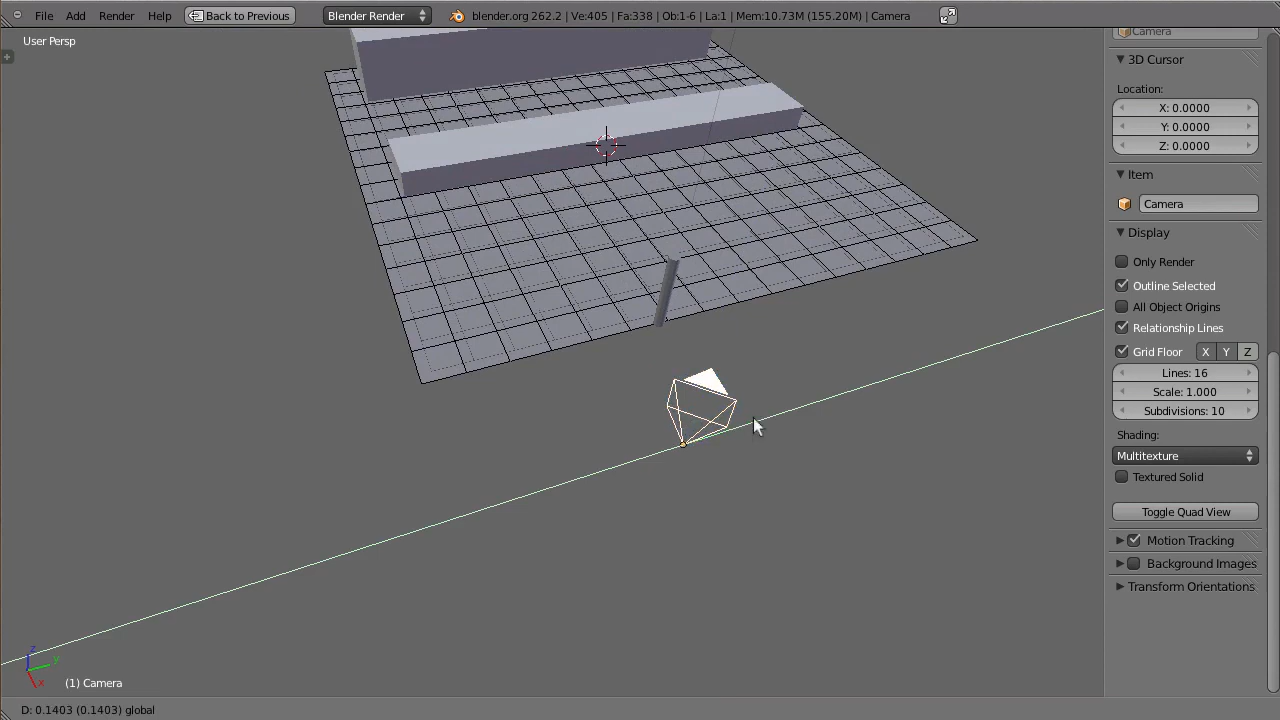 File Add Render Help Back to Previous Blender Render blender.org 262.2 | Ve:405 | Fa:338 | Ob:1-6 | La:1 | Mem:10.73M (155.20M) | Camera
User Persp
Camera
3D Cursor
Location:
X: 0.0000
Y: 0.0000
Z: 0.0000
Item
Camera
Display
Only Render
Outline Selected
All Object Origins
Relationship Lines
Grid Floor X Y Z
Lines: 16
Scale: 1.000
Subdivisions: 10
Shading:
Multitexture
Textured Solid
Toggle Quad View
Motion Tracking
Background Images
Transform Orientations
z y x
(1) Camera
D: 0.1403 (0.1403) global